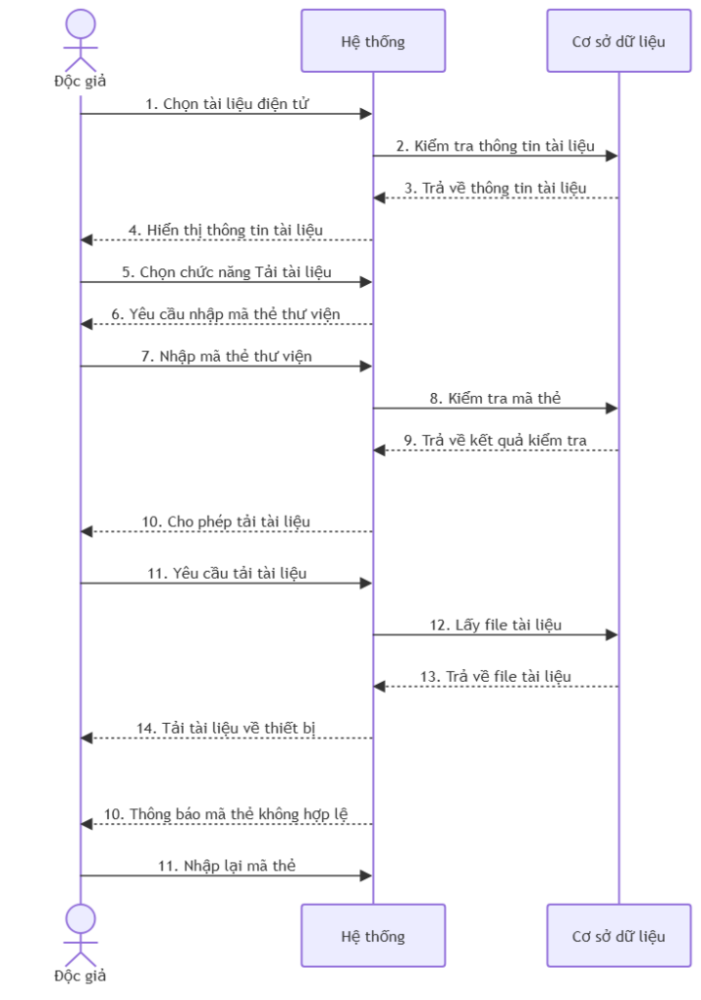 Hệ thống
Cơ sở dữ liệu
Độc giả
1. Chọn tài liệu điện tử
2. Kiểm tra thông tin tài liệu
3. Trả về thông tin tài liệu
4. Hiển thị thông tin tài liệu
5. Chọn chức năng Tải tài liệu
6. Yêu cầu nhập mã thẻ thư viện
7. Nhập mã thẻ thư viện
8. Kiểm tra mã thẻ
9. Trả về kết quả kiểm tra
10. Cho phép tải tài liệu
11. Yêu cầu tải tài liệu
12. Lấy file tài liệu
13. Trả về file tài liệu
14. Tải tài liệu về thiết bị
10. Thông báo mã thẻ không hợp lệ
11. Nhập lại mã thẻ
Hệ thống
Cơ sở dữ liệu
Độc giả